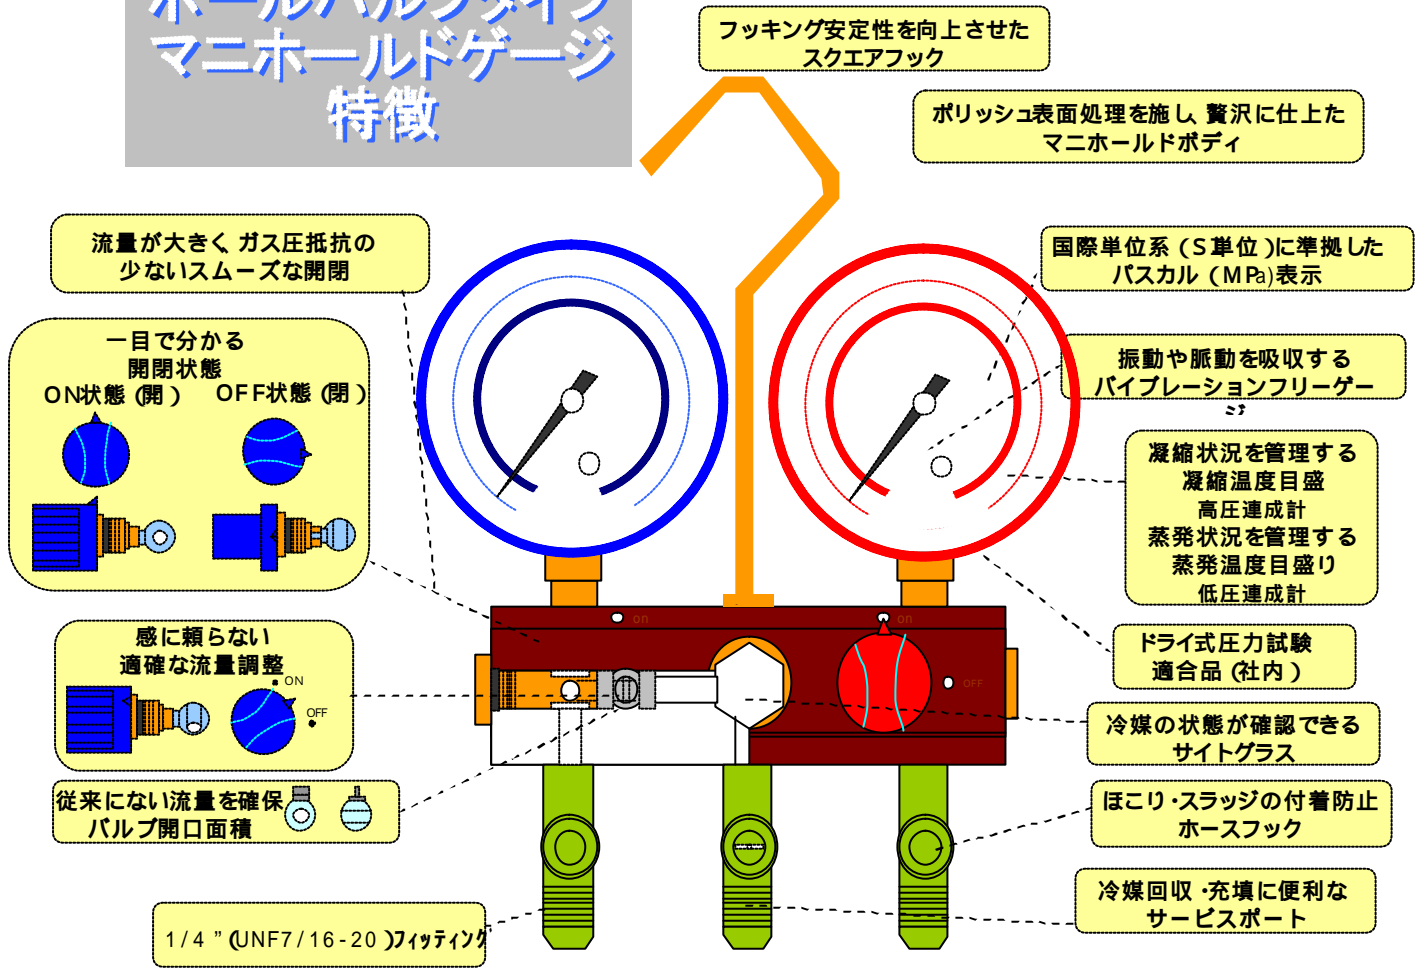 ボールバルブタイプ
マニホールドゲージ
特徴
フッキング安定性を向上させた
スクエアフック
ポリッシュ表面処理を施し、贅沢に仕上た
マニホールドボディ
流量が大きく、ガス圧抵抗の
少ないスムーズな開閉
国際単位系（S単位）に準拠した
パスカル（MPa)表示
一目で分かる
開閉状態
ON状態（開） OFF状態（閉）
振動や脈動を吸収する
バイブレーションフリーゲー
ジ
凝縮状況を管理する
凝縮温度目盛
高圧連成計
蒸発状況を管理する
蒸発温度目盛り
低圧連成計
on
on
OFF
感に頼らない
適確な流量調整
ON
OFF
ドライ式圧力試験
適合品（社内）
冷媒の状態が確認できる
サイトグラス
従来にない流量を確保
バルブ開口面積
ほこり・スラッジの付着防止
ホースフック
冷媒回収・充填に便利な
サービスポート
1/4"(UNF7/16-20)フィッティング